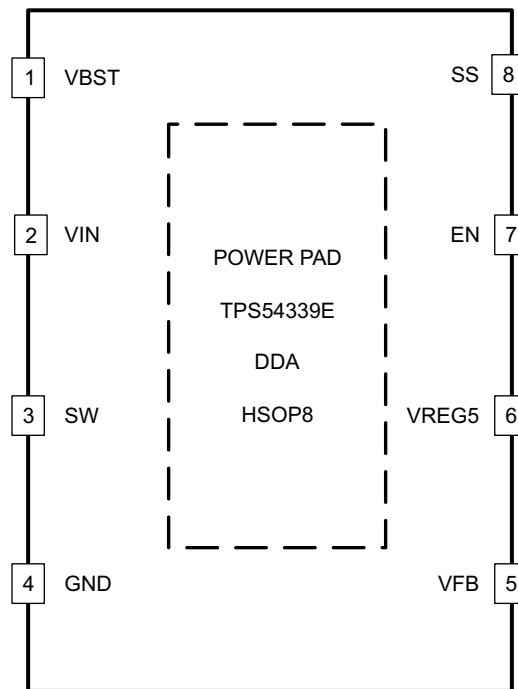 1 VBST
SS 8
2 VIN
EN 7
POWER PAD
TPS54339E
DDA
HSOP8
3 SW
VREG5 6
4 GND
VFB 5